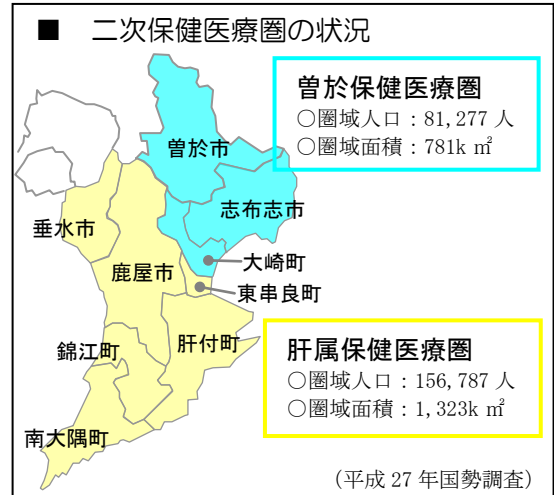 ■ 二次保健医療圏の状況
曽於保健医療圏
○圏域人口：81,277 人
○圏域面積：781k ㎡
曽於市
志布志市
垂水市
大崎町
鹿屋市
東串良町
錦江町
肝付町
肝属保健医療圏
○圏域人口：156,787 人
○圏域面積：1,323k ㎡
南大隅町
（平成 27 年国勢調査）